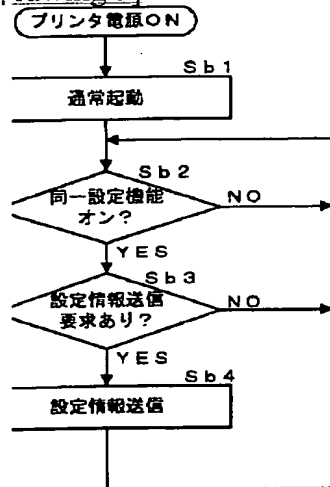 プリンタ電源ON
Sb1
通常起動
Sb2
同一設定機能
オン?
NO
YES
Sb3
設定情報送信
要求あり?
NO
YES
Sb4
設定情報送信